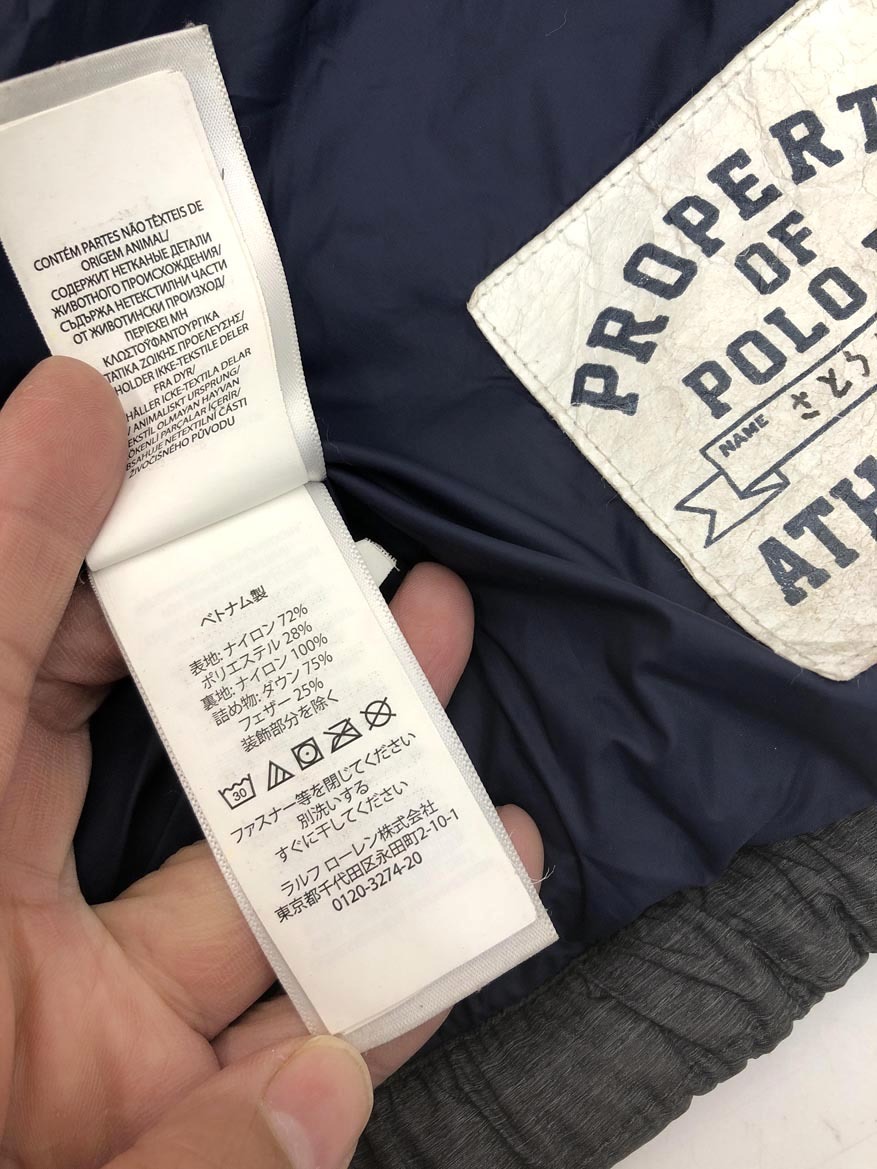 CONTÉM PARTES NÃO TÊXTEIS DE
ORIGEM ANIMAL/
СОДЕРЖИТ НЕТКАНЫЕ ДЕТАЛИ
ЖИВОТНОГО ПРОИСХОЖДЕНИЯ/
СЪДЪРЖА НЕТЕКСТИЛНИ ЧАСТИ
ОТ ЖИВОТИНСКИ ПРОИЗХОД/
ΠΕΡΙΕΧΕΙ ΜΗ
ΚΛΩΣΤΟΫΦΑΝΤΟΥΡΓΙΚΑ
ΖΩΙΚΗΣ ΠΡΟΕΛΕΥΣΗΣ/
HOLDER IKKE-TEKSTILE DELER
FRA DYR/
ICKE-TEXTILA DELAR
ANIMALISKT URSPRUNG/
OLMAYAN HAYVAN
PARÇALAR İÇERİR/
NETEXTILNÍ ČÁSTI
ŽIVOČIŠNÉHO PŮVODU
ベトナム製
表地: ナイロン 72%
ポリエステル 28%
裏地: ナイロン 100%
詰め物: ダウン 75%
フェザー 25%
装飾部分を除く
30
ファスナー等を閉じてください
別洗いする
すぐに干してください
ラルフ ローレン株式会社
東京都千代田区永田町2-10-1
0120-3274-20
PROPERT
OF
POLO
NAME さとう
ATH